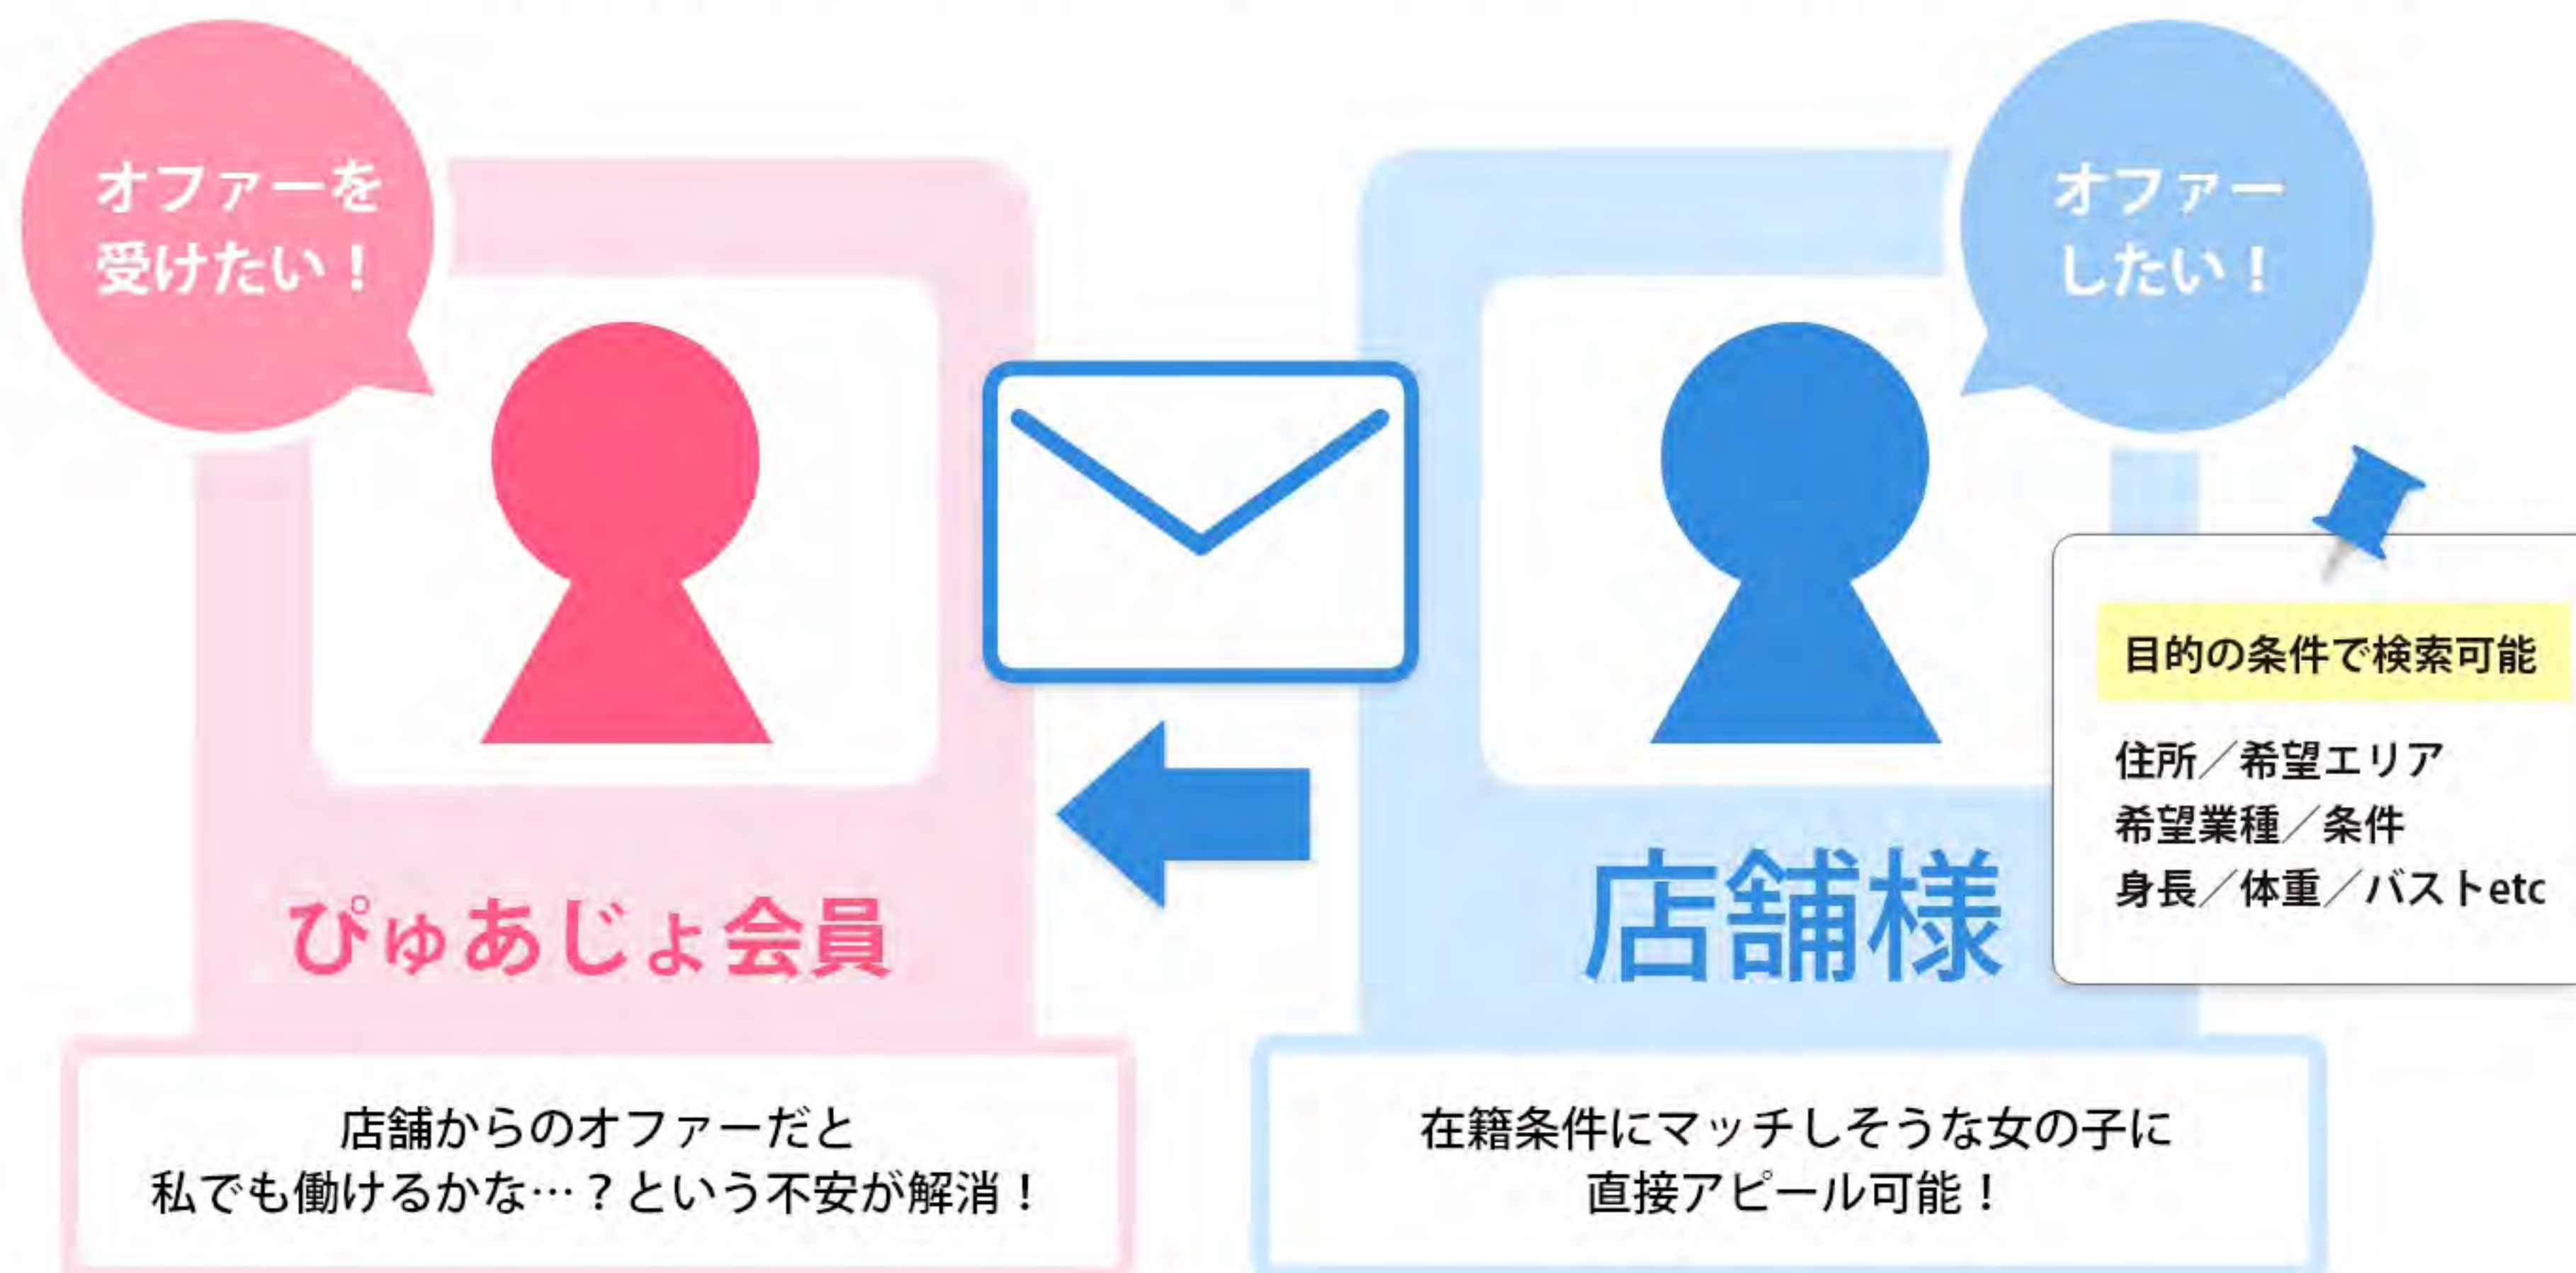 オファーを
受けたい！
オファー
したい！
目的の条件で検索可能
住所／希望エリア
希望業種／条件
身長／体重／バストetc
ぴゅあじょ会員
店舗様
店舗からのオファーだと
私でも働けるかな…？という不安が解消！
在籍条件にマッチしそうな女の子に
直接アピール可能！